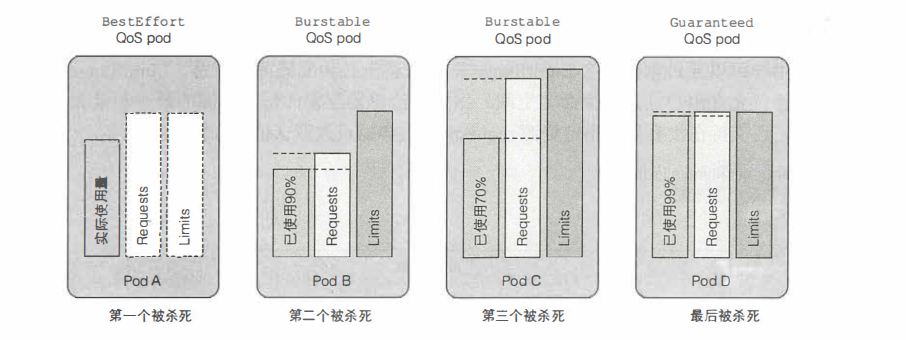 BestEffort
QoS pod
Burstable
QoS pod
Burstable
QoS pod
Guaranteed
QoS pod
实际使用量
Requests
Limits
Pod A
已使用90%
Requests
Limits
Pod B
已使用70%
Requests
Limits
Pod C
已使用99%
Requests
Limits
Pod D
第一个被杀死
第二个被杀死
第三个被杀死
最后被杀死